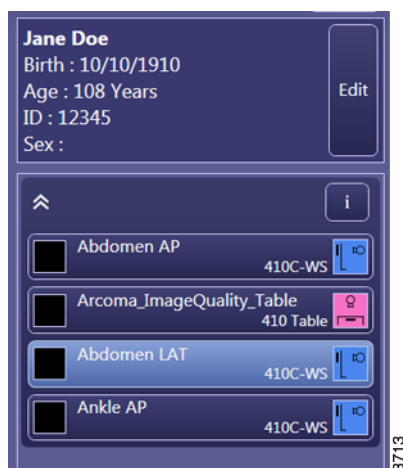 Jane Doe
Birth : 10/10/1910
Age : 108 Years
Edit
ID : 12345
Sex :
i
Abdomen AP
410C-WS
Arcoma_ImageQuality_Table
410 Table
Abdomen LAT
410C-WS
Ankle AP
410C-WS